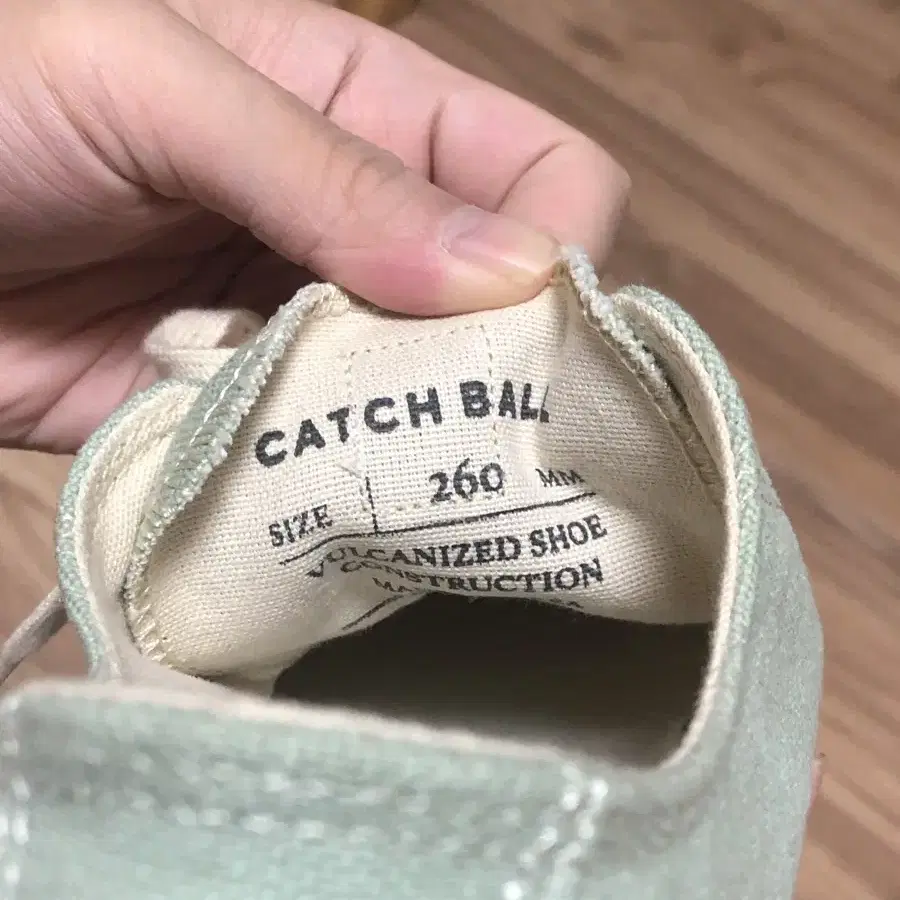 CATCH BALL
SIZE 260 MM
VULCANIZED SHOE
CONSTRUCTION